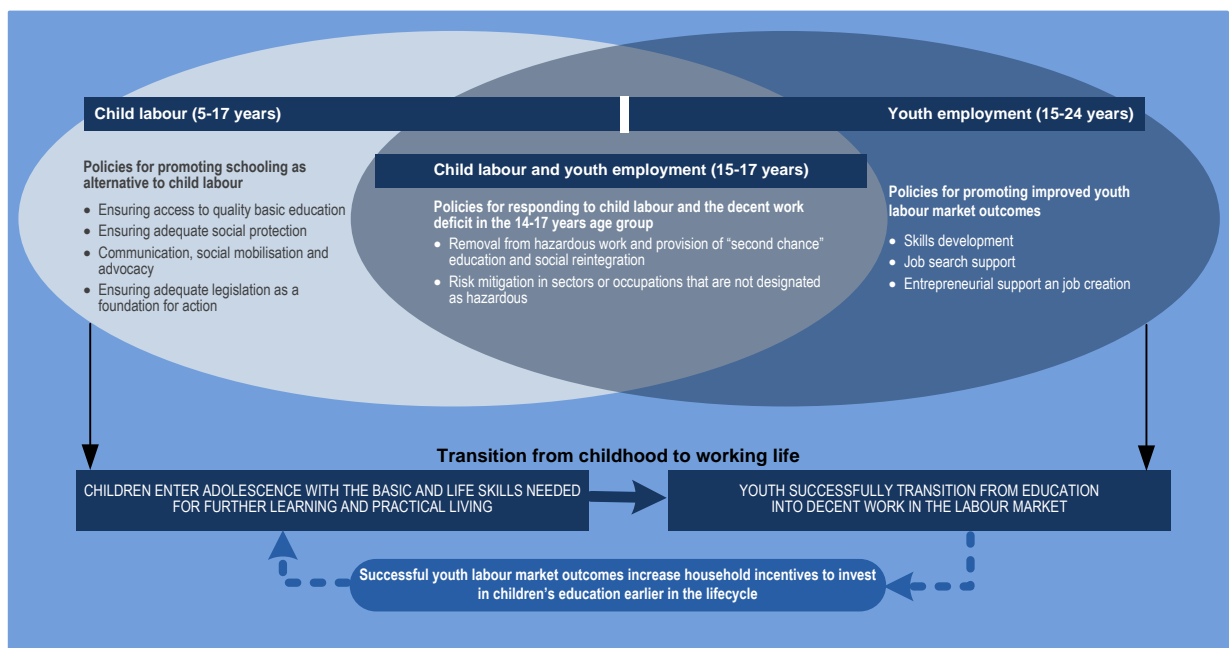 Child labour (5-17 years)
Youth employment (15-24 years)
Policies for promoting schooling as
alternative to child labour
• Ensuring access to quality basic education
• Ensuring adequate social protection
• Communication, social mobilisation and
advocacy
• Ensuring adequate legislation as a
foundation for action
Child labour and youth employment (15-17 years)
Policies for responding to child labour and the decent work
deficit in the 14-17 years age group
• Removal from hazardous work and provision of “second chance”
education and social reintegration
• Risk mitigation in sectors or occupations that are not designated
as hazardous
Policies for promoting improved youth
labour market outcomes
• Skills development
• Job search support
• Entrepreneurial support an job creation
Transition from childhood to working life
CHILDREN ENTER ADOLESCENCE WITH THE BASIC AND LIFE SKILLS NEEDED
FOR FURTHER LEARNING AND PRACTICAL LIVING
YOUTH SUCCESSFULLY TRANSITION FROM EDUCATION
INTO DECENT WORK IN THE LABOUR MARKET
Successful youth labour market outcomes increase household incentives to invest
in children’s education earlier in the lifecycle